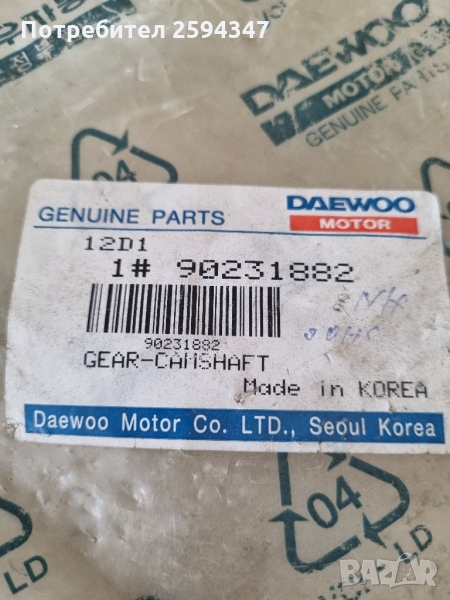 Потребител 2594347
DAEWOO
MOTOR
GENUINE PARTS
04
GENUINE PARTS
DAEWOO
MOTOR
12D1
1# 90231882
90231882
GEAR-CAMSHAFT
Made in KOREA
Daewoo Motor Co. LTD., Seoul Korea
04
LD
LD
BAZAR